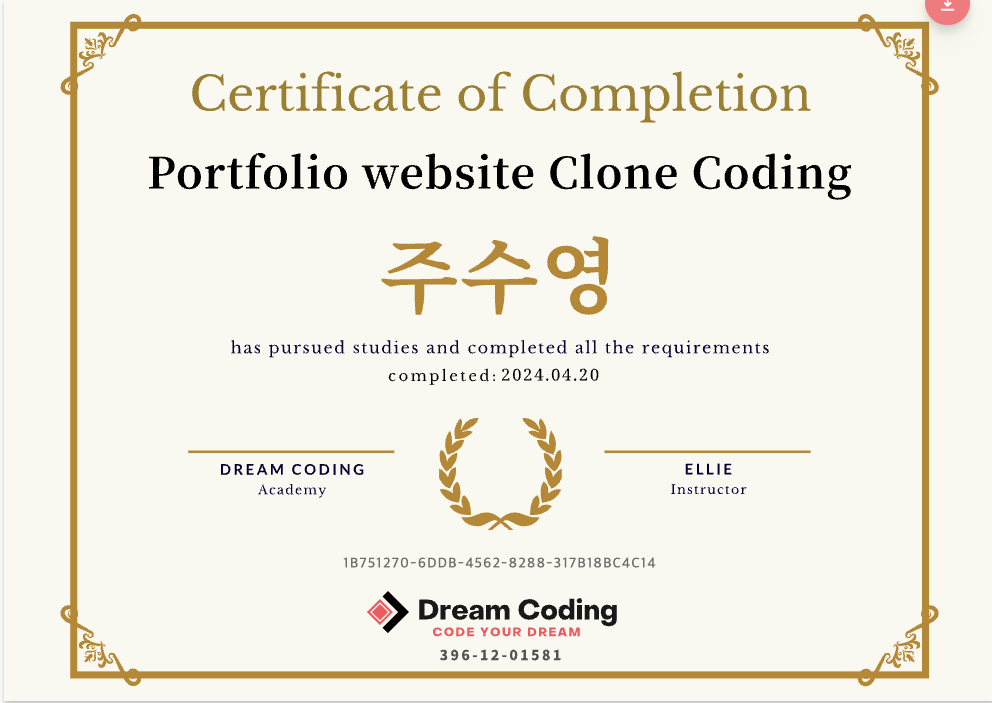 Certificate of Completion
Portfolio website Clone Coding
주수영
has pursued studies and completed all the requirements
completed: 2024.04.20
DREAM CODING
Academy
ELLIE
Instructor
1B751270-6DDB-4562-8288-317B18BC4C14
Dream Coding
CODE YOUR DREAM
396-12-01581